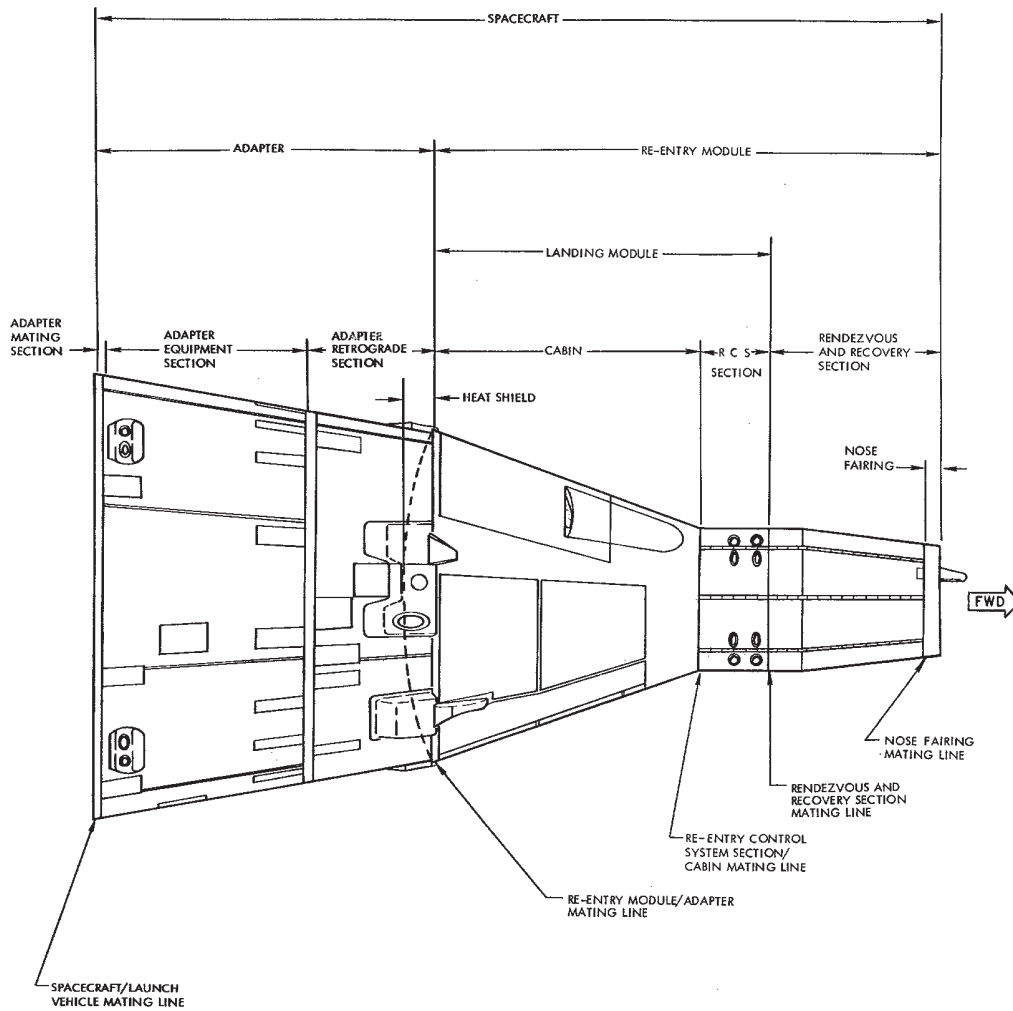 SPACECRAFT
ADAPTER
RE-ENTRY MODULE
LANDING MODULE
ADAPTER
MATING
SECTION
ADAPTER
EQUIPMENT
SECTION
ADAPTER
RETROGRADE
SECTION
CABIN
R C S
SECTION
RENDEZVOUS
AND RECOVERY
SECTION
HEAT SHIELD
NOSE
FAIRING
FWD
NOSE FAIRING
MATING LINE
RENDEZVOUS AND
RECOVERY SECTION
MATING LINE
RE-ENTRY CONTROL
SYSTEM SECTION/
CABIN MATING LINE
RE-ENTRY MODULE/ADAPTER
MATING LINE
SPACECRAFT/LAUNCH
VEHICLE MATING LINE